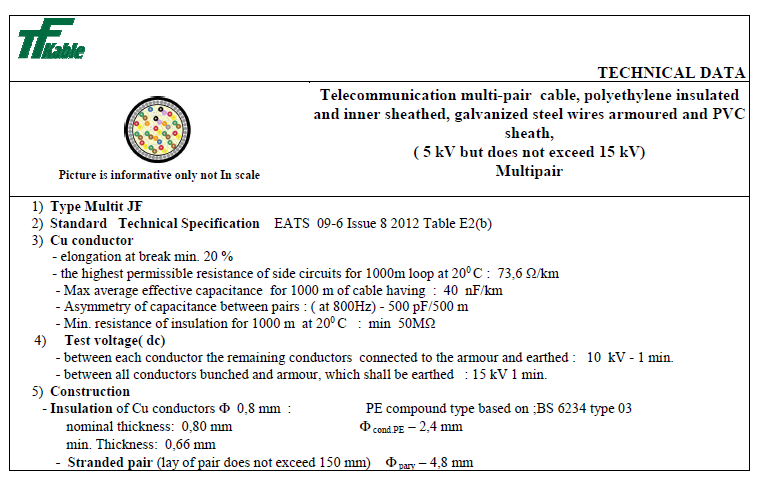 TF Kable
TECHNICAL DATA
Telecommunication multi-pair cable, polyethylene insulated
and inner sheathed, galvanized steel wires armoured and PVC
sheath,
( 5 kV but does not exceed 15 kV)
Multipair
Picture is informative only not In scale
1) Type Multit JF
2) Standard Technical Specification EATS 09-6 Issue 8 2012 Table E2(b)
3) Cu conductor
- elongation at break min. 20 %
- the highest permissible resistance of side circuits for 1000m loop at 20⁰ C : 73,6 Ω/km
- Max average effective capacitance for 1000 m of cable having : 40 nF/km
- Asymmetry of capacitance between pairs : ( at 800Hz) - 500 pF/500 m
- Min. resistance of insulation for 1000 m at 20⁰ C : min 50MΩ
4) Test voltage( dc)
- between each conductor the remaining conductors connected to the armour and earthed : 10 kV - 1 min.
- between all conductors bunched and armour, which shall be earthed : 15 kV 1 min.
5) Construction
- Insulation of Cu conductors Φ 0,8 mm : PE compound type based on ;BS 6234 type 03
nominal thickness: 0,80 mm Φ cond.PE – 2,4 mm
min. Thickness: 0,66 mm
- Stranded pair (lay of pair does not exceed 150 mm) Φ pary – 4,8 mm